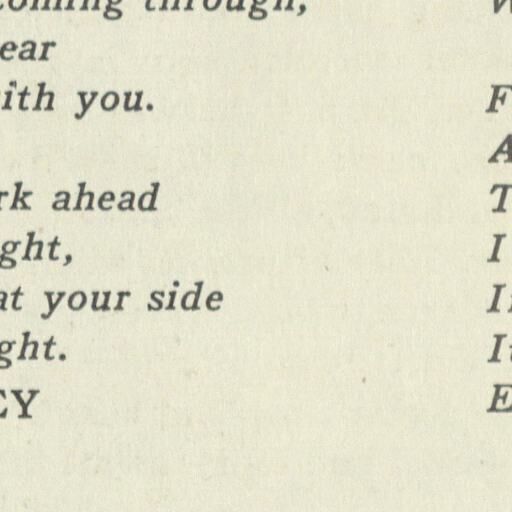 coming through,
ear
ith you.
rk ahead
ght,
at your side
ght.
CY
F
A
T
I